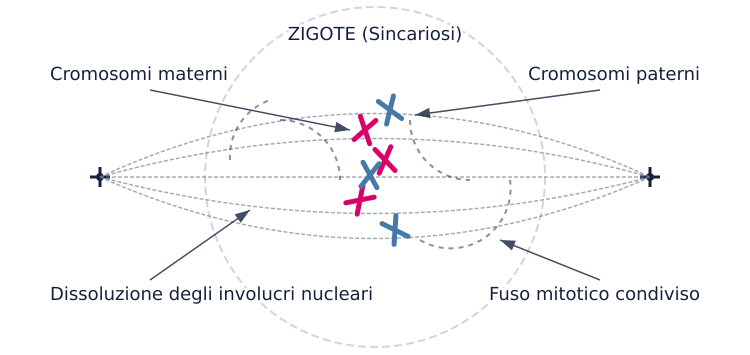 ZIGOTE (Sincariosi)
Cromosomi materni
Cromosomi paterni
Dissoluzione degli involucri nucleari
Fuso mitotico condiviso